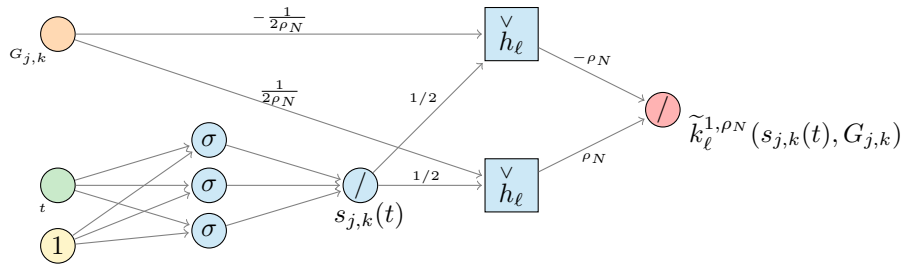 G_{j,k}
-\frac{1}{2\rho_N}
\frac{1}{2\rho_N}
\check{h}_\ell
-\rho_N
/
\widetilde{k}_\ell^{1,\rho_N}(s_{j,k}(t), G_{j,k})
1/2
σ
t
σ
/
1/2
\check{h}_\ell
\rho_N
s_{j,k}(t)
σ
1